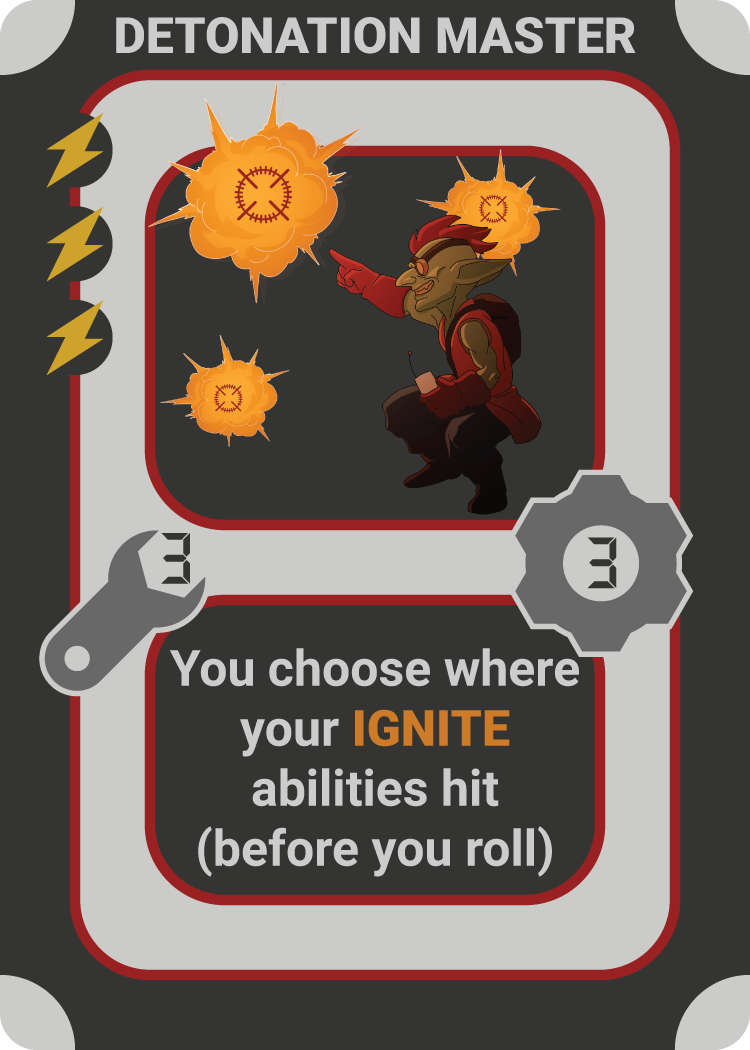 DETONATION MASTER
3
3
You choose where
your IGNITE
abilities hit
(before you roll)